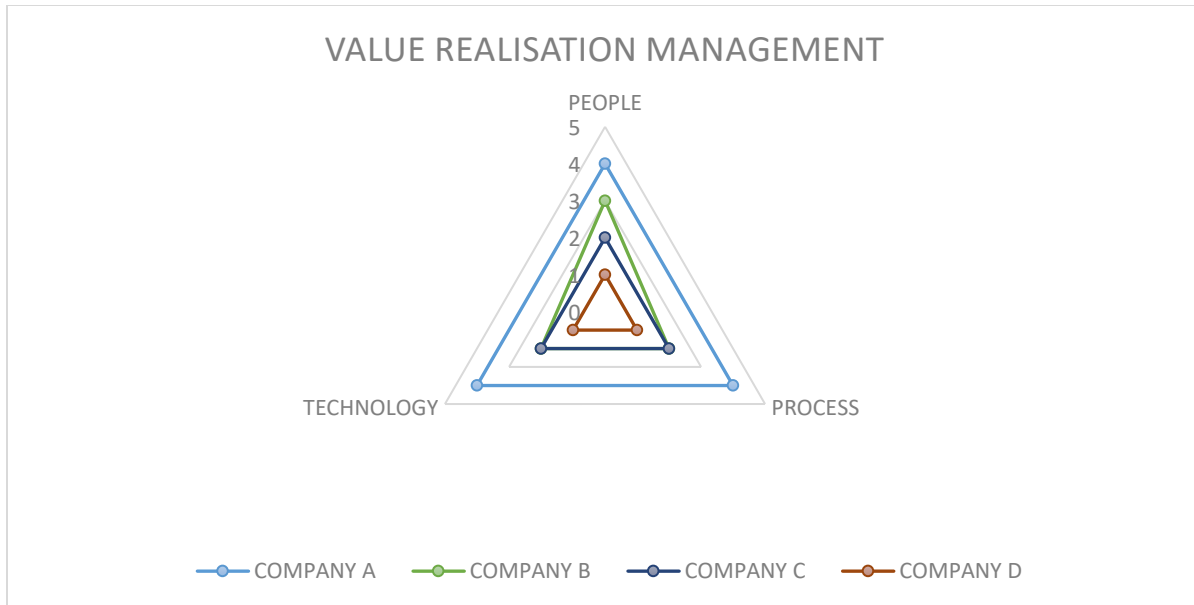 VALUE REALISATION MANAGEMENT
PEOPLE
5
4
3
2
1
0
TECHNOLOGY
PROCESS
COMPANY A
COMPANY B
COMPANY C
COMPANY D